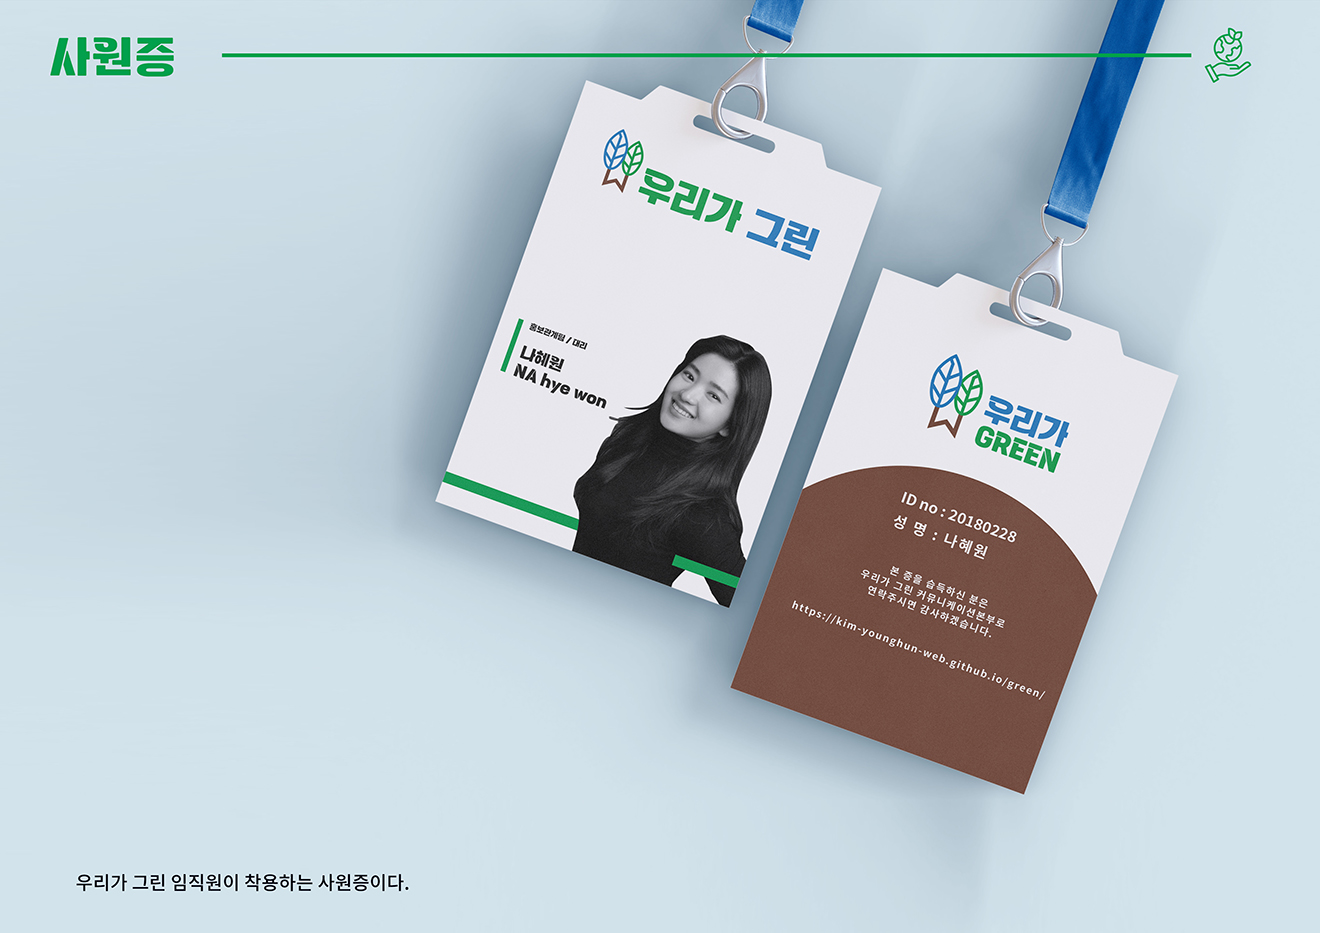 사원증
우리가 그린
홍보관계팀 / 대리
나혜원
NA hye won
우리가
GREEN
ID no : 20180228
성 명 : 나혜원
본 증을 습득하신 분은
우리가 그린 커뮤니케이션본부로
연락주시면 감사하겠습니다.
https://kim-younghun-web.github.io/green/
우리가 그린 임직원이 착용하는 사원증이다.